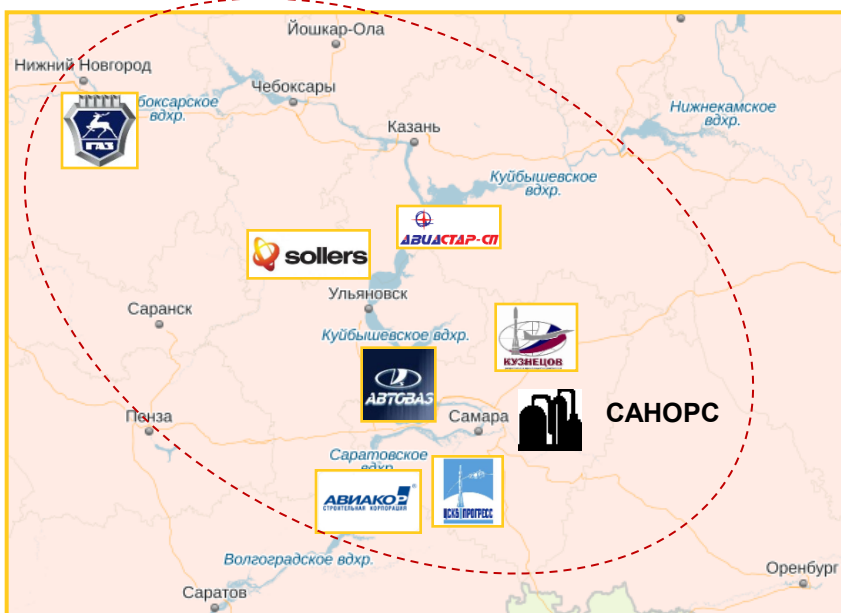 Йошкар-Ола
Нижний Новгород
Чебоксары
боксарское
вдхр.
Нижнекамское
вдхр.
ГАЗ
Казань
Куйбышевское
вдхр.
АВИАСТАР-СП
sollers
Ульяновск
Саранск
Куйбышевское вдхр.
КУЗНЕЦОВ
АВТОВАЗ
Самара
САНОРС
Пенза
Саратовское
вдхр.
АВИАКОР
СТРОИТЕЛЬНАЯ КОРПОРАЦИЯ
ЦСКБ ПРОГРЕСС
Волгоградское вдхр.
Оренбург
Саратов